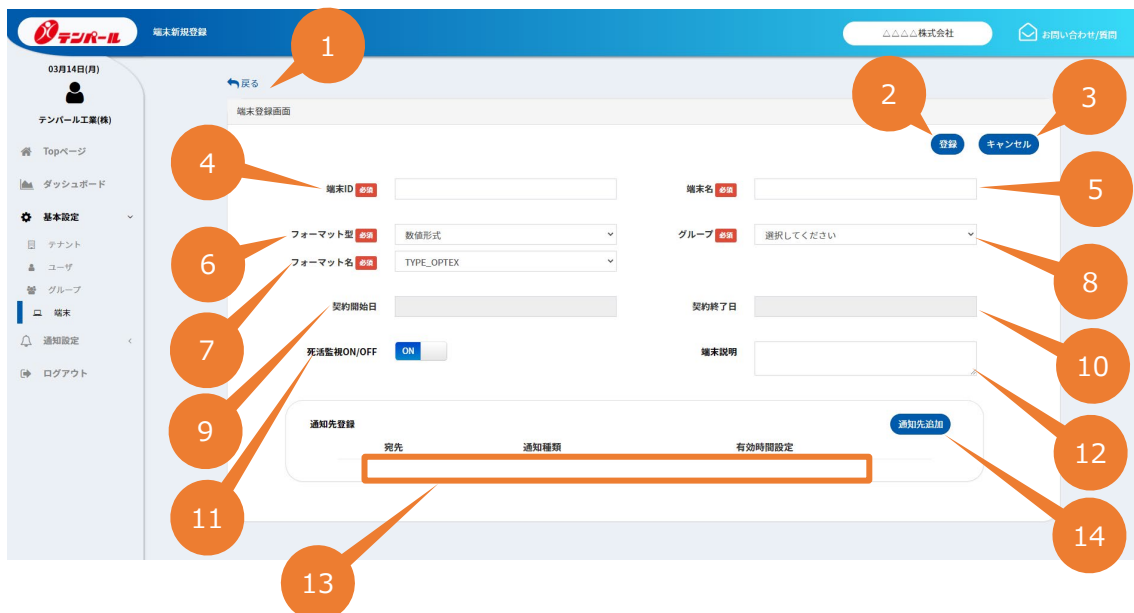 テンパール
端末新規登録
△△△△株式会社
お問い合わせ/質問
1
03月14日(月)
テンパール工業(株)
Topページ
ダッシュボード
基本設定
テナント
ユーザ
グループ
端末
通知設定
ログアウト
戻る
端末登録画面
2
3
登録
キャンセル
4
端末ID 必須
端末名 必須
5
フォーマット型 必須
数値形式
グループ 必須
選択してください
6
フォーマット名 必須
TYPE_OPTEX
8
契約開始日
契約終了日
7
死活監視ON/OFF
ON
端末説明
10
9
通知先登録
通知先追加
宛先
通知種類
有効時間設定
12
11
13
14